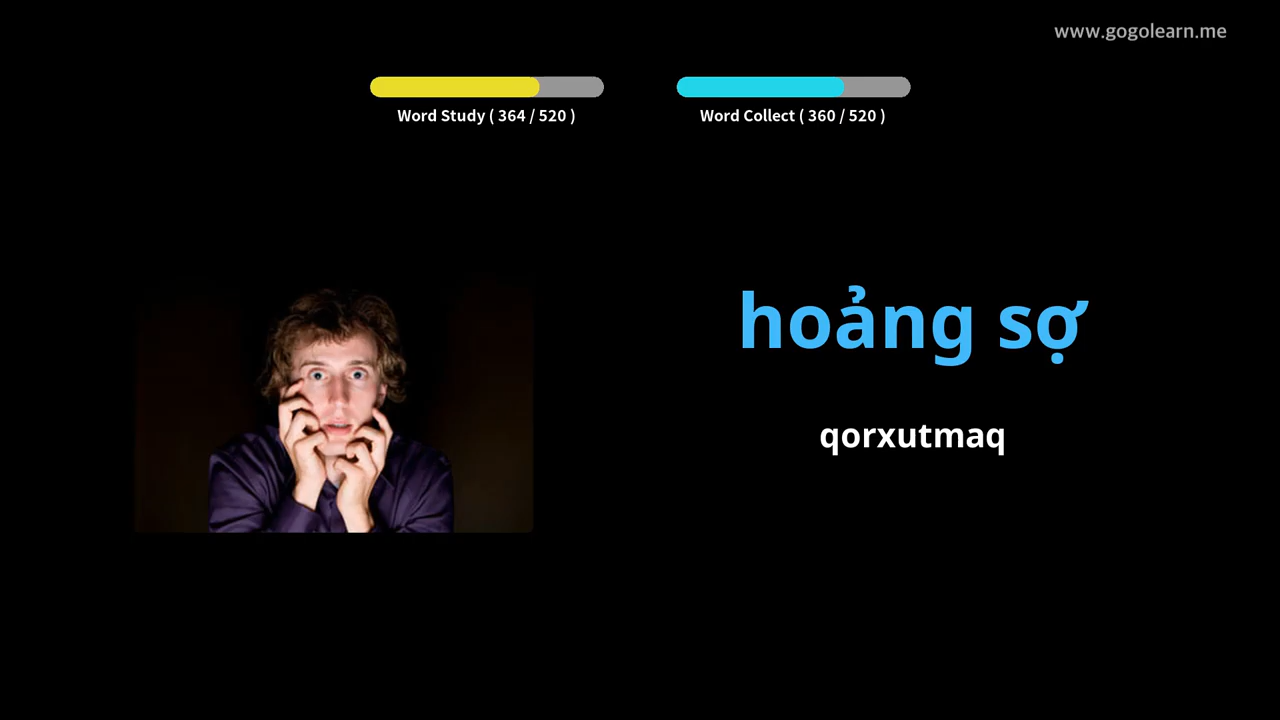 www.gogolearn.me
Word Study ( 364 / 520 )
Word Collect ( 360 / 520 )
hoảng sợ
qorxutmaq